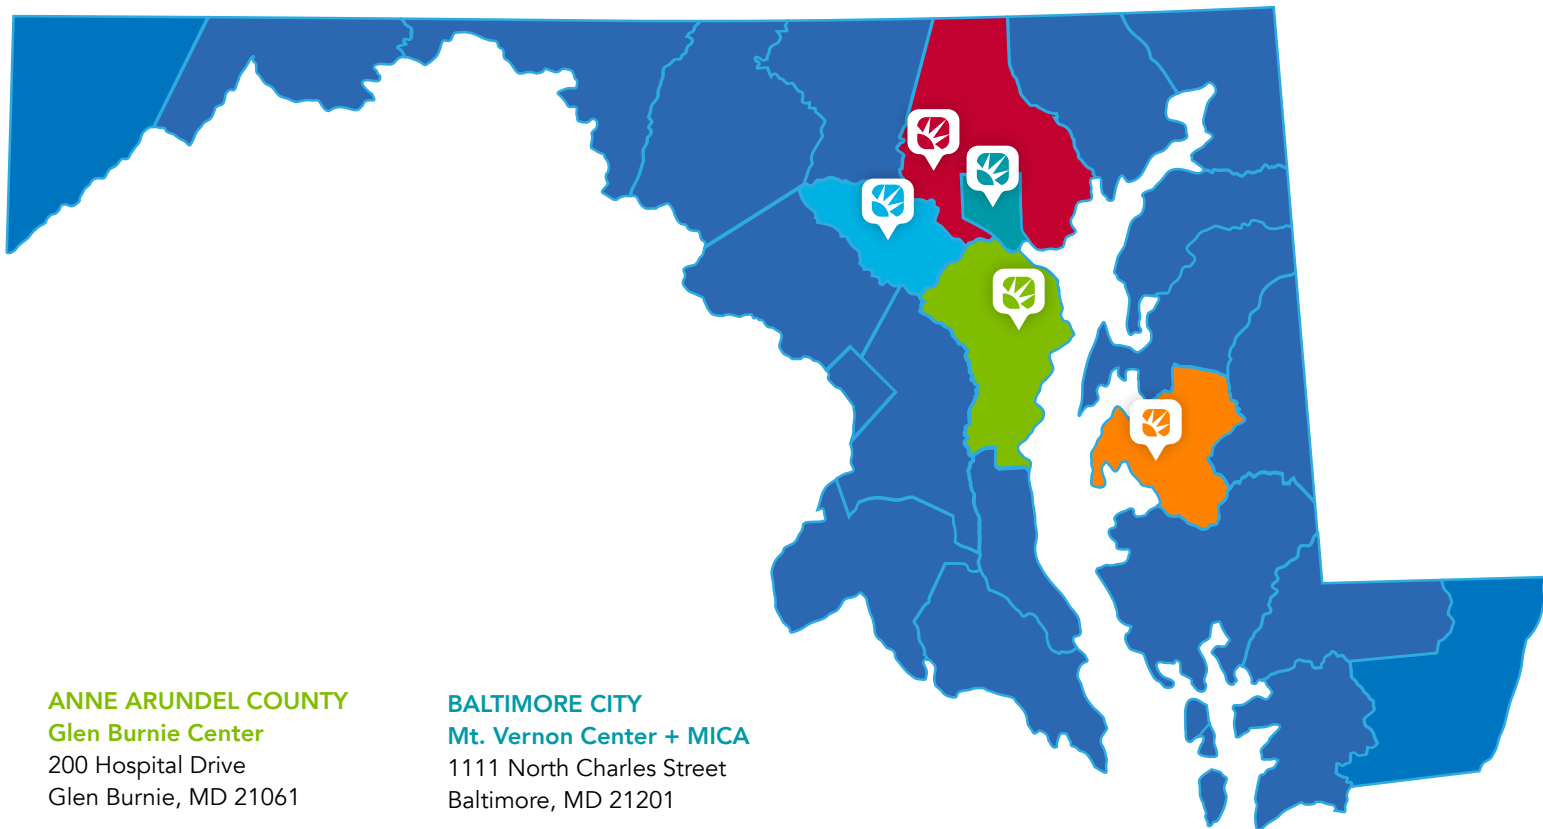 ANNE ARUNDEL COUNTY
Glen Burnie Center
200 Hospital Drive
Glen Burnie, MD 21061
BALTIMORE CITY
Mt. Vernon Center + MICA
1111 North Charles Street
Baltimore, MD 21201